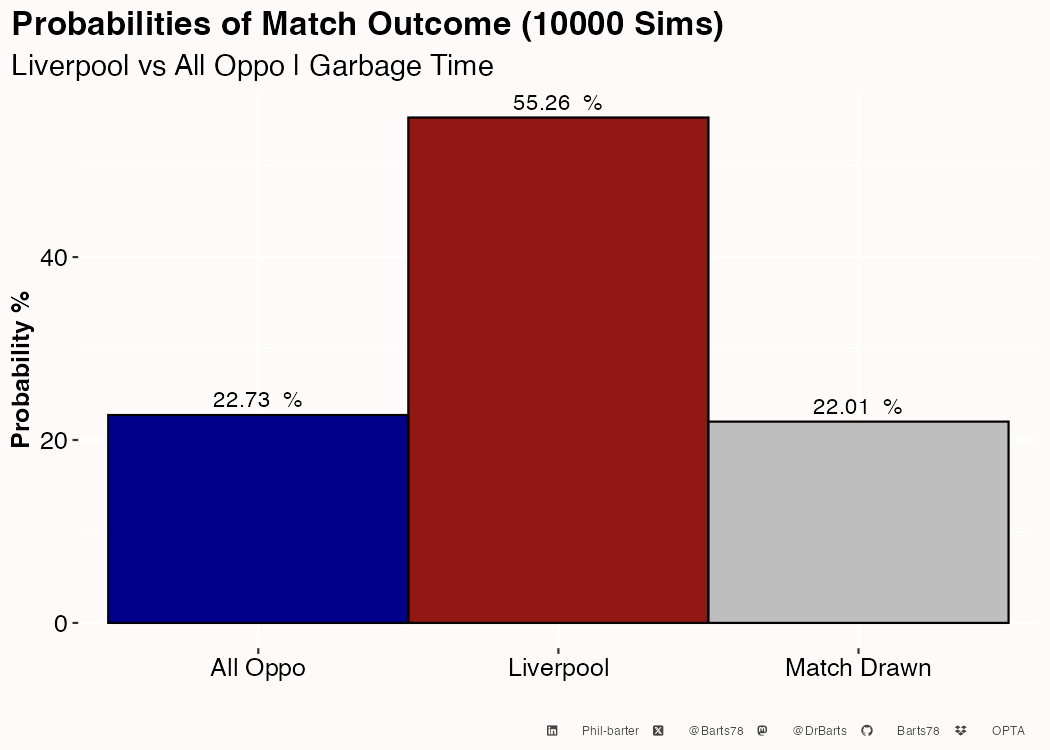 Probabilities of Match Outcome (10000 Sims)
Liverpool vs All Oppo | Garbage Time
55.26 %
40
22.73 %
22.01 %
Probability %
20
0
All Oppo Liverpool Match Drawn
Phil-barter @Barts78 @DrBarts Barts78 OPTA